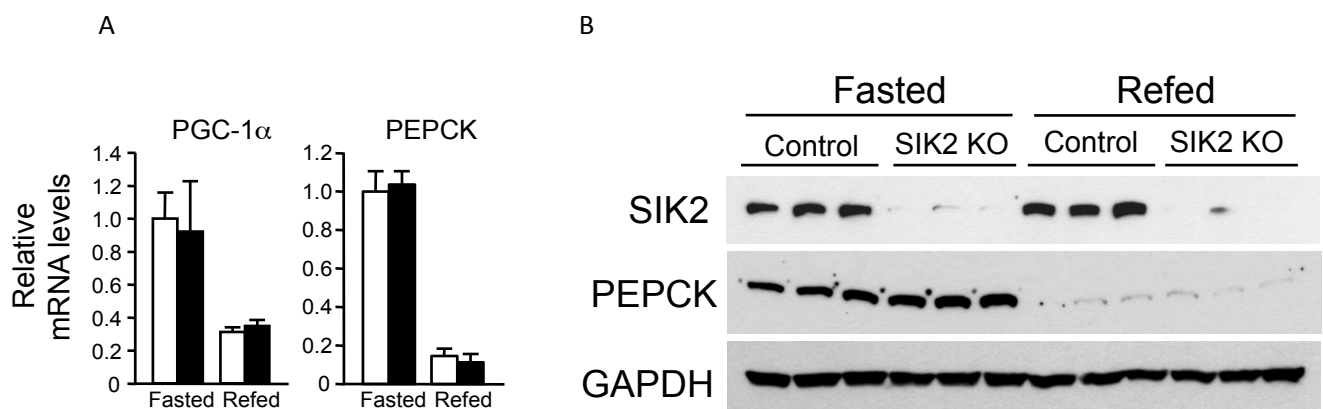 A
PGC-1α
PEPCK
Relative
mRNA levels
1.4
1.2
1.0
0.8
0.6
0.4
0.2
0
Fasted Refed
1.2
1.0
0.8
0.6
0.4
0.2
0
Fasted Refed
B
Fasted Refed
Control SIK2 KO Control SIK2 KO
SIK2
PEPCK
GAPDH